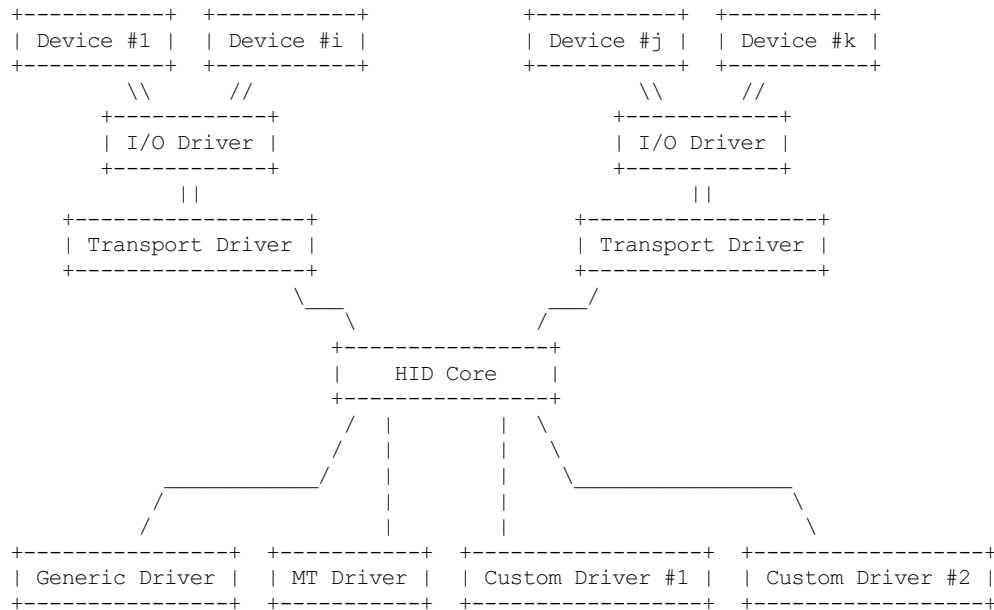 Device #1 Device #i Device #j Device #k
I/O Driver I/O Driver
Transport Driver Transport Driver
HID Core
Generic Driver MT Driver Custom Driver #1 Custom Driver #2